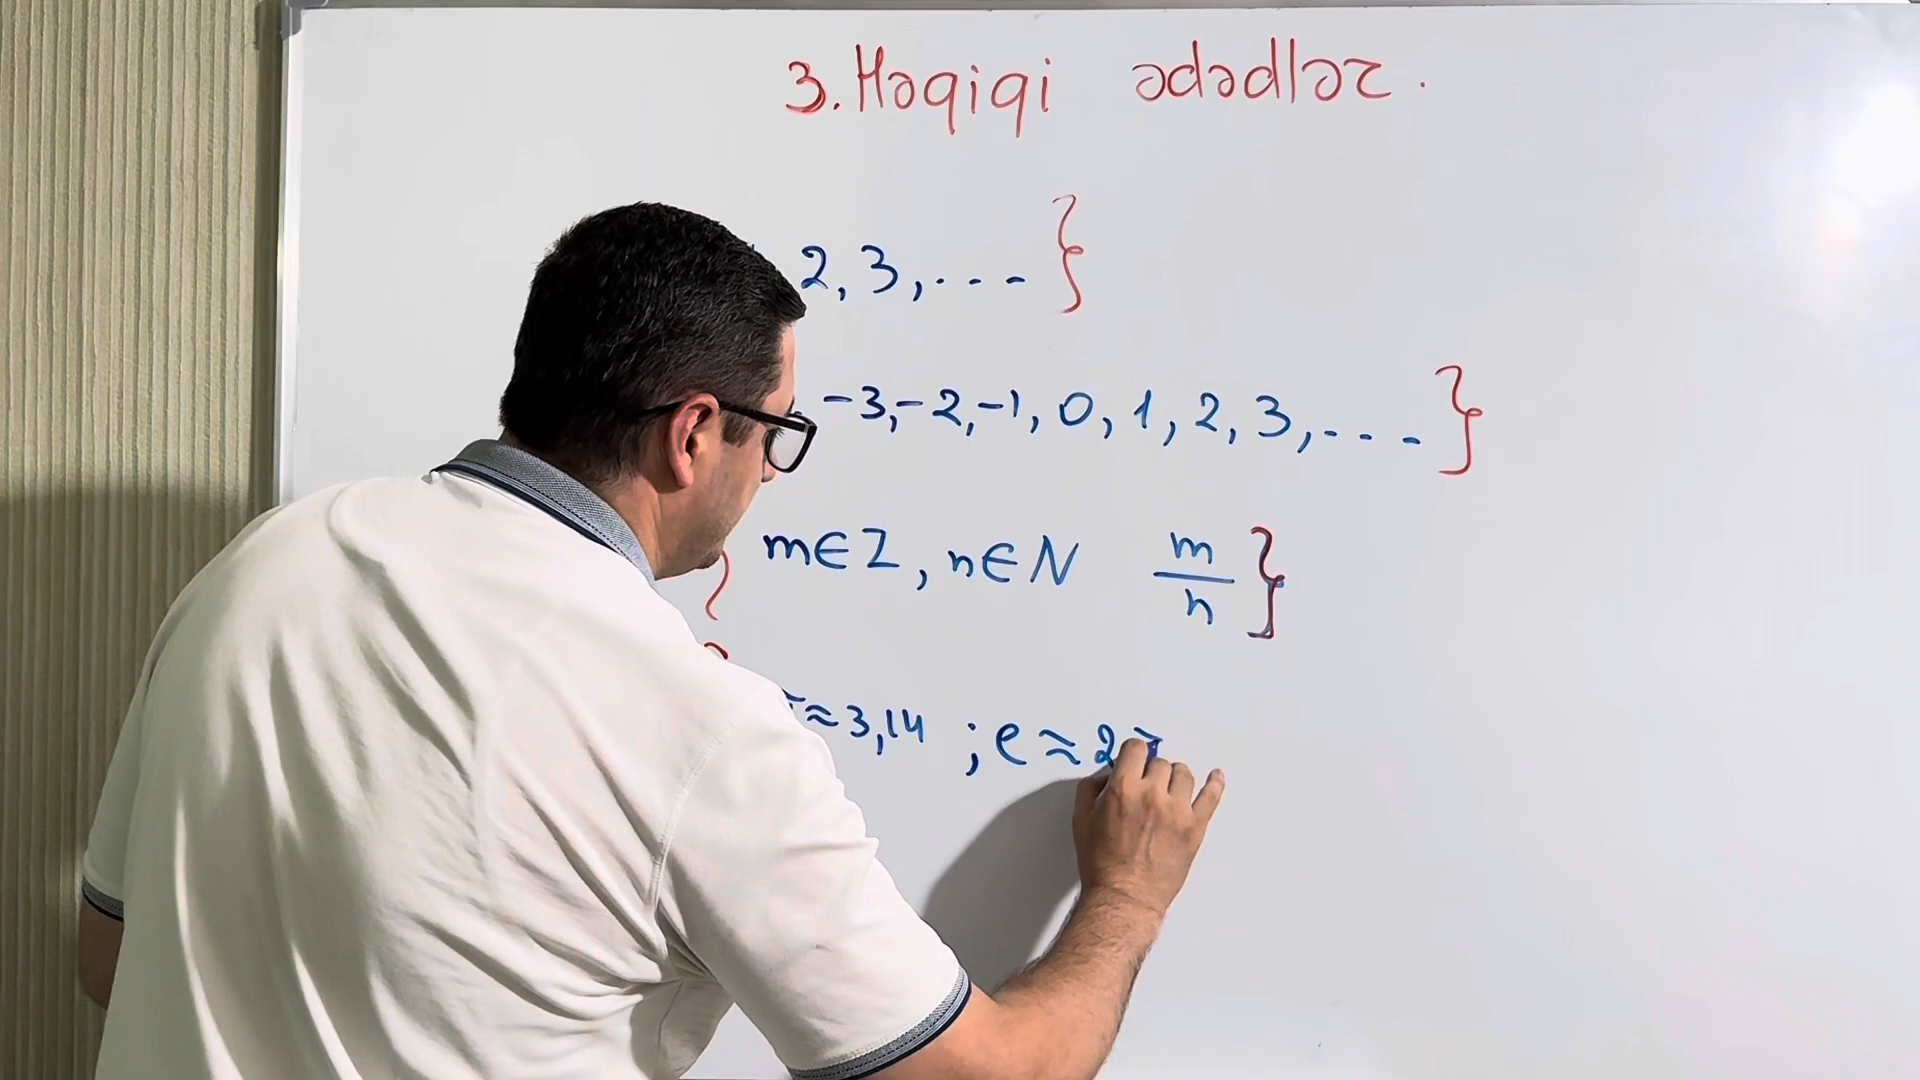 3. Həqiqi ədədlər.
2, 3, . . . }
-3, -2, -1, 0, 1, 2, 3, . . . }
{ m∈Z, n∈N m/n }
≈3,14 ; e≈2